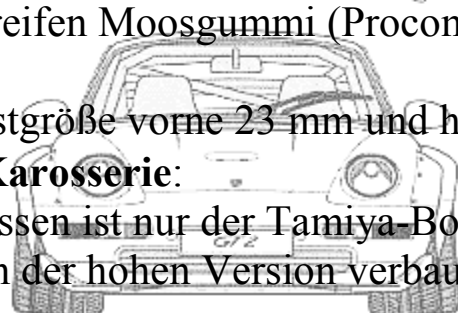 reifen Moosgummi (Procon
stgröße vorne 23 mm und h
Karosserie:
ssen ist nur der Tamiya-Bo
GT2
n der hohen Version verbau